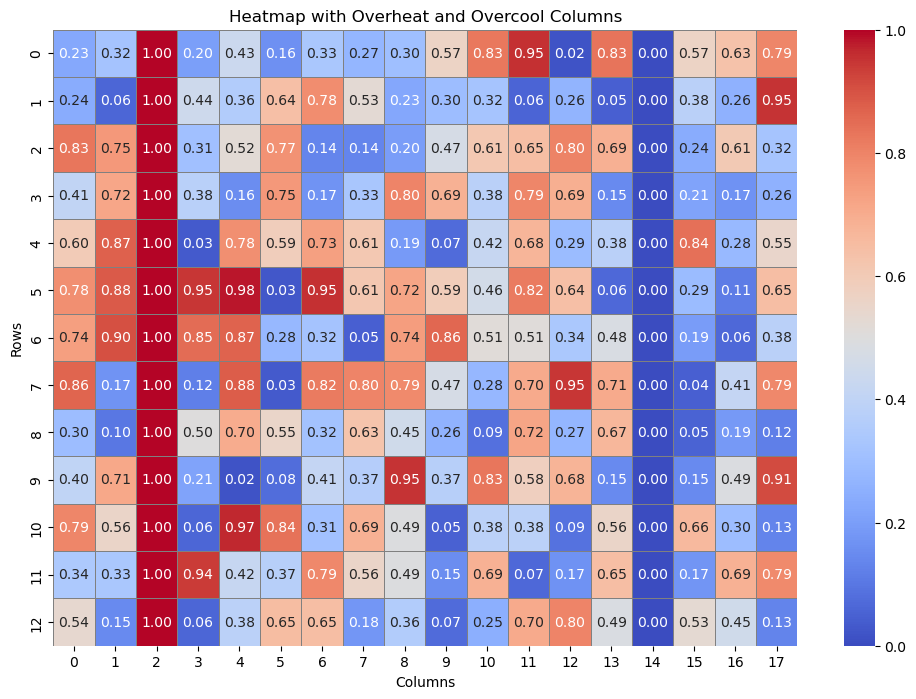 Heatmap with Overheat and Overcool Columns
0 0.23 0.32 1.00 0.20 0.43 0.16 0.33 0.27 0.30 0.57 0.83 0.95 0.02 0.83 0.00 0.57 0.63 0.79
1 0.24 0.06 1.00 0.44 0.36 0.64 0.78 0.53 0.23 0.30 0.32 0.06 0.26 0.05 0.00 0.38 0.26 0.95
2 0.83 0.75 1.00 0.31 0.52 0.77 0.14 0.14 0.20 0.47 0.61 0.65 0.80 0.69 0.00 0.24 0.61 0.32
3 0.41 0.72 1.00 0.38 0.16 0.75 0.17 0.33 0.80 0.69 0.38 0.79 0.69 0.15 0.00 0.21 0.17 0.26
4 0.60 0.87 1.00 0.03 0.78 0.59 0.73 0.61 0.19 0.07 0.42 0.68 0.29 0.38 0.00 0.84 0.28 0.55
5 0.78 0.88 1.00 0.95 0.98 0.03 0.95 0.61 0.72 0.59 0.46 0.82 0.64 0.06 0.00 0.29 0.11 0.65
6 0.74 0.90 1.00 0.85 0.87 0.28 0.32 0.05 0.74 0.86 0.51 0.51 0.34 0.48 0.00 0.19 0.06 0.38
7 0.86 0.17 1.00 0.12 0.88 0.03 0.82 0.80 0.79 0.47 0.28 0.70 0.95 0.71 0.00 0.04 0.41 0.79
8 0.30 0.10 1.00 0.50 0.70 0.55 0.32 0.63 0.45 0.26 0.09 0.72 0.27 0.67 0.00 0.05 0.19 0.12
9 0.40 0.71 1.00 0.21 0.02 0.08 0.41 0.37 0.95 0.37 0.83 0.58 0.68 0.15 0.00 0.15 0.49 0.91
10 0.79 0.56 1.00 0.06 0.97 0.84 0.31 0.69 0.49 0.05 0.38 0.38 0.09 0.56 0.00 0.66 0.30 0.13
11 0.34 0.33 1.00 0.94 0.42 0.37 0.79 0.56 0.49 0.15 0.69 0.07 0.17 0.65 0.00 0.17 0.69 0.79
12 0.54 0.15 1.00 0.06 0.38 0.65 0.65 0.18 0.36 0.07 0.25 0.70 0.80 0.49 0.00 0.53 0.45 0.13
0 1 2 3 4 5 6 7 8 9 10 11 12 13 14 15 16 17
Columns
Rows
1.0
0.8
0.6
0.4
0.2
0.0